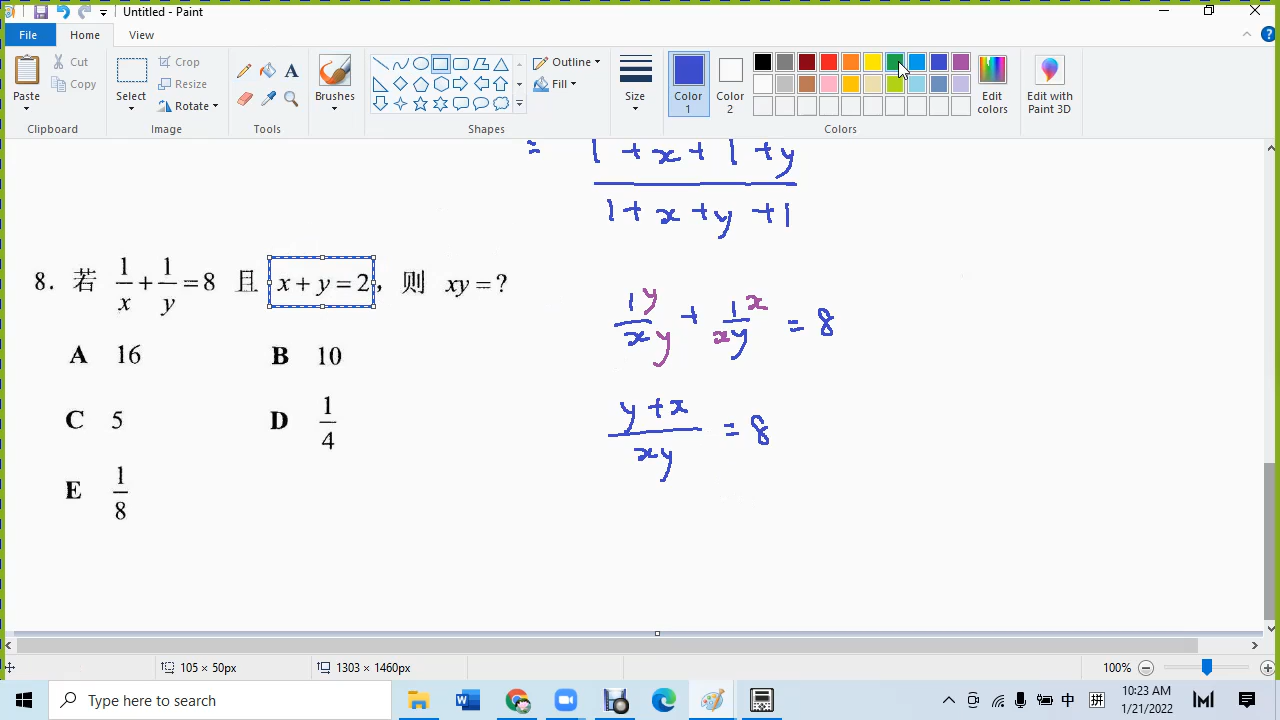 Untitled - Paint
File Home View
Paste Cut Copy Clipboard
Select Crop Resize Rotate Image
Tools
Brushes
Outline Fill Shapes
Size
Color 1
Color 2
Edit colors
Edit with Paint 3D
Colors
= 1 + x + 1 + y
1 + x + y + 1
8. 若 1/x + 1/y = 8 且 x + y = 2, 则 xy = ?
1y/xy + 1x/xy = 8
A 16 B 10
C 5 D 1/4
y + x / xy = 8
E 1/8
105 × 50px 1303 × 1460px 100%
Type here to search
W
中 拼
10:23 AM
1/21/2022